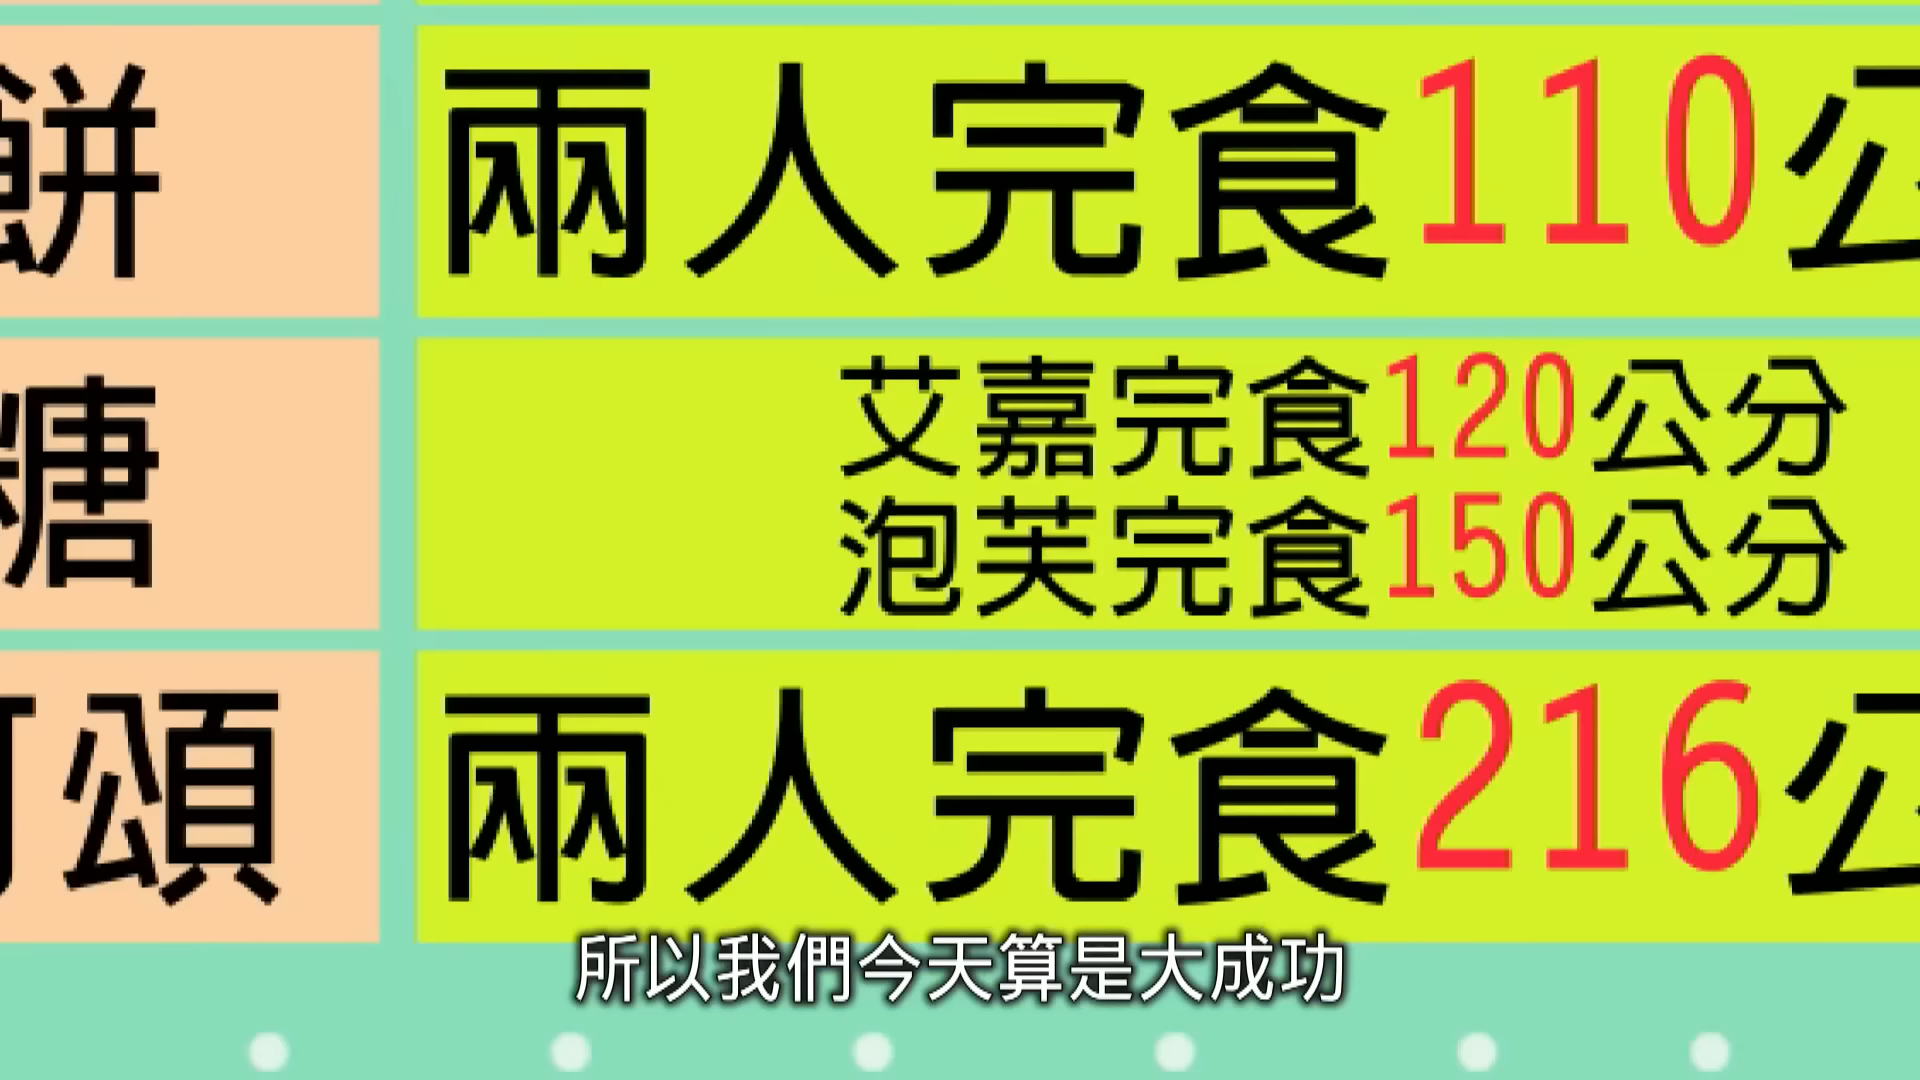 餅 兩人完食110公
糖 艾嘉完食120公分
泡芙完食150公分
頌 兩人完食216公
所以我們今天算是大成功